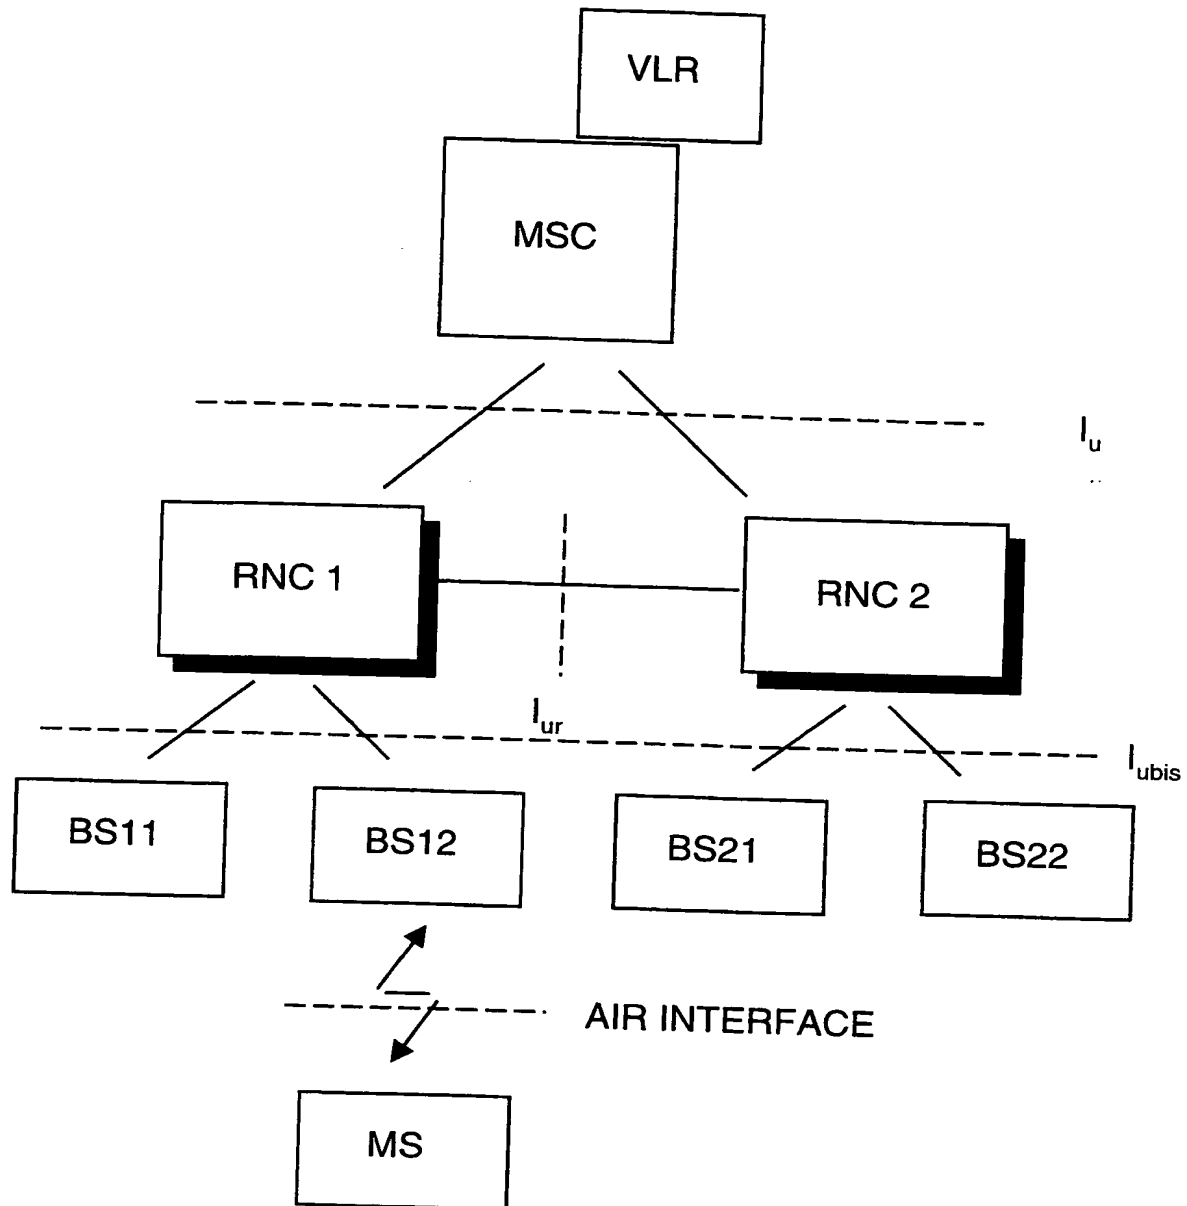 VLR
MSC
Iu
RNC 1
RNC 2
Iur
Iubis
BS11
BS12
BS21
BS22
AIR INTERFACE
MS